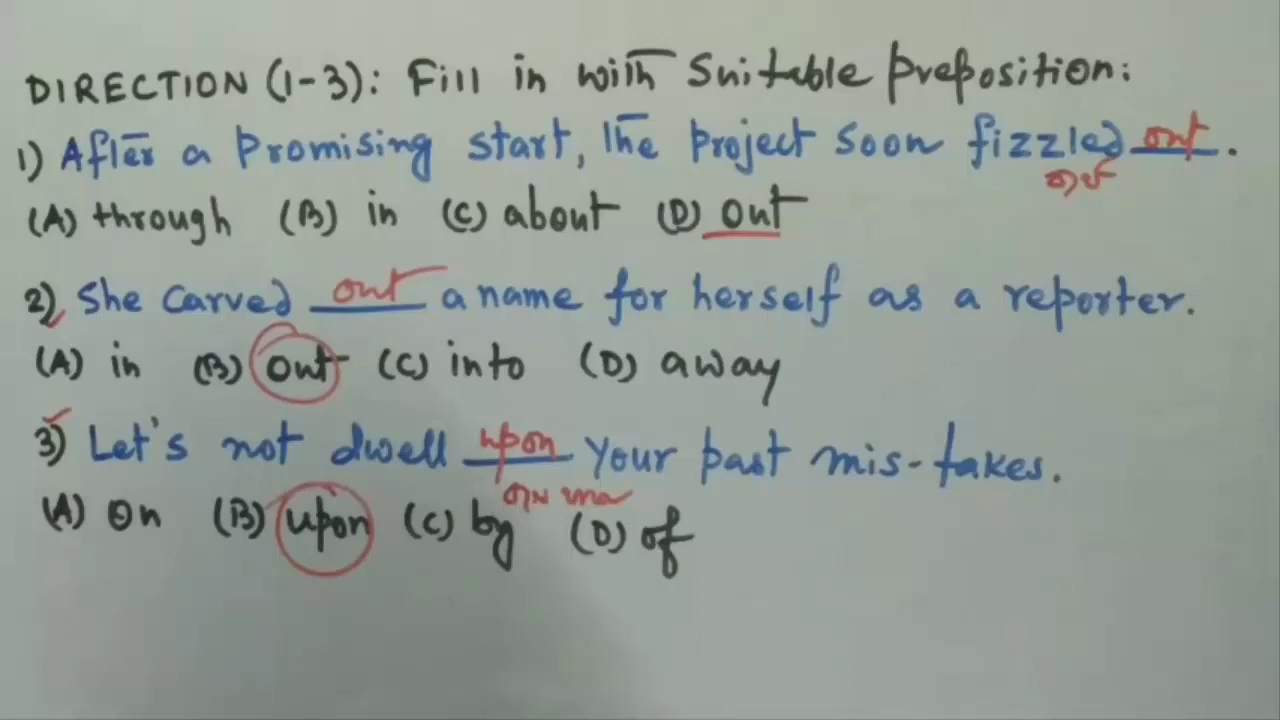 DIRECTION (1-3): Fill in with Suitable Preposition:
1) After a Promising start, the Project soon fizzled out.
(A) through (B) in (C) about (D) out
2) She Carved out a name for herself as a reporter.
(A) in (B) out (C) into (D) away
3) Let's not dwell upon your past mis-takes.
(A) on (B) upon (C) by (D) of